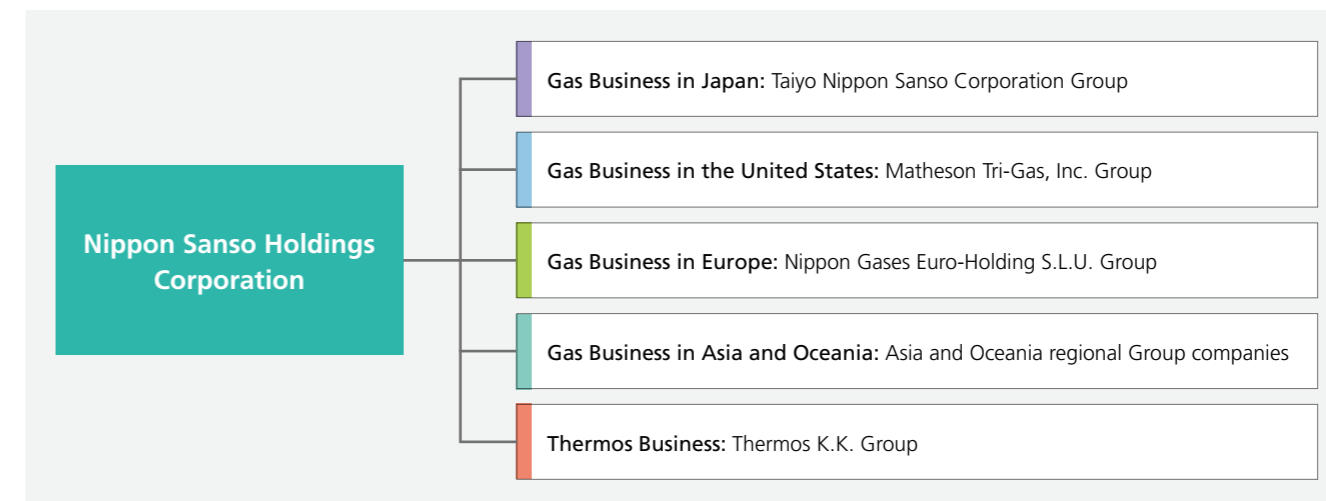 Nippon Sanso Holdings
Corporation
Gas Business in Japan: Taiyo Nippon Sanso Corporation Group
Gas Business in the United States: Matheson Tri-Gas, Inc. Group
Gas Business in Europe: Nippon Gases Euro-Holding S.L.U. Group
Gas Business in Asia and Oceania: Asia and Oceania regional Group companies
Thermos Business: Thermos K.K. Group